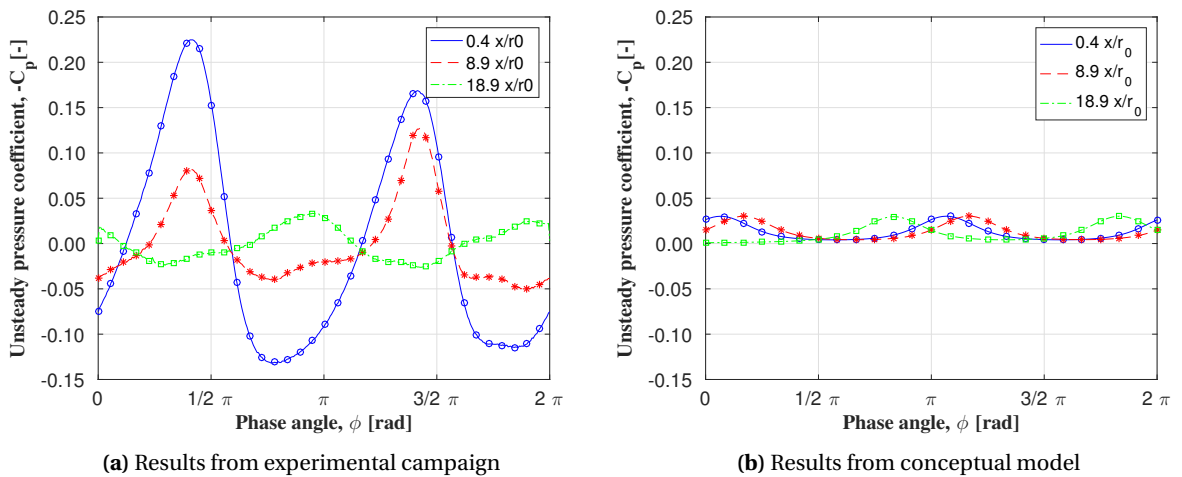 0.25
0.20
0.15
0.10
0.05
0.00
-0.05
-0.10
-0.15
Unsteady pressure coefficient, -C_p [-]
0.4 x/r0
8.9 x/r0
18.9 x/r0
0 1/2 π π 3/2 π 2 π
Phase angle, ϕ [rad]
(a) Results from experimental campaign
0.25
0.20
0.15
0.10
0.05
0.00
-0.05
-0.10
-0.15
Unsteady pressure coefficient, -C_p [-]
0.4 x/r_0
8.9 x/r_0
18.9 x/r_0
0 1/2 π π 3/2 π 2 π
Phase angle, ϕ [rad]
(b) Results from conceptual model